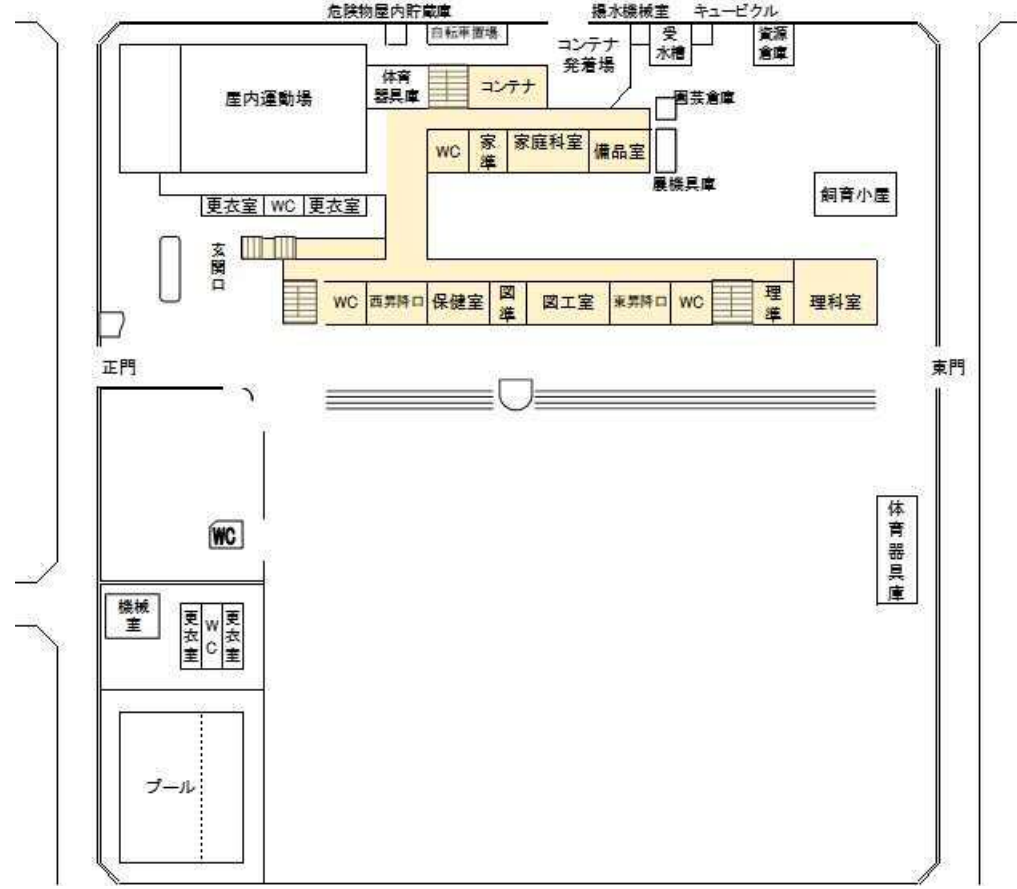 危険物屋内貯蔵庫
揚水機械室
キュービクル
自転車置場
コンテナ
発着場
受
水槽
資源
倉庫
屋内運動場
体育
器具庫
コンテナ
園芸倉庫
WC
家
準
家庭科室
備品室
農機具庫
飼育小屋
更衣室
WC
更衣室
玄関口
WC
西昇降口
保健室
図
準
図工室
東昇降口
WC
理
準
理科室
正門
東門
WC
体育器具庫
機械
室
更衣室
WC
更衣室
プール